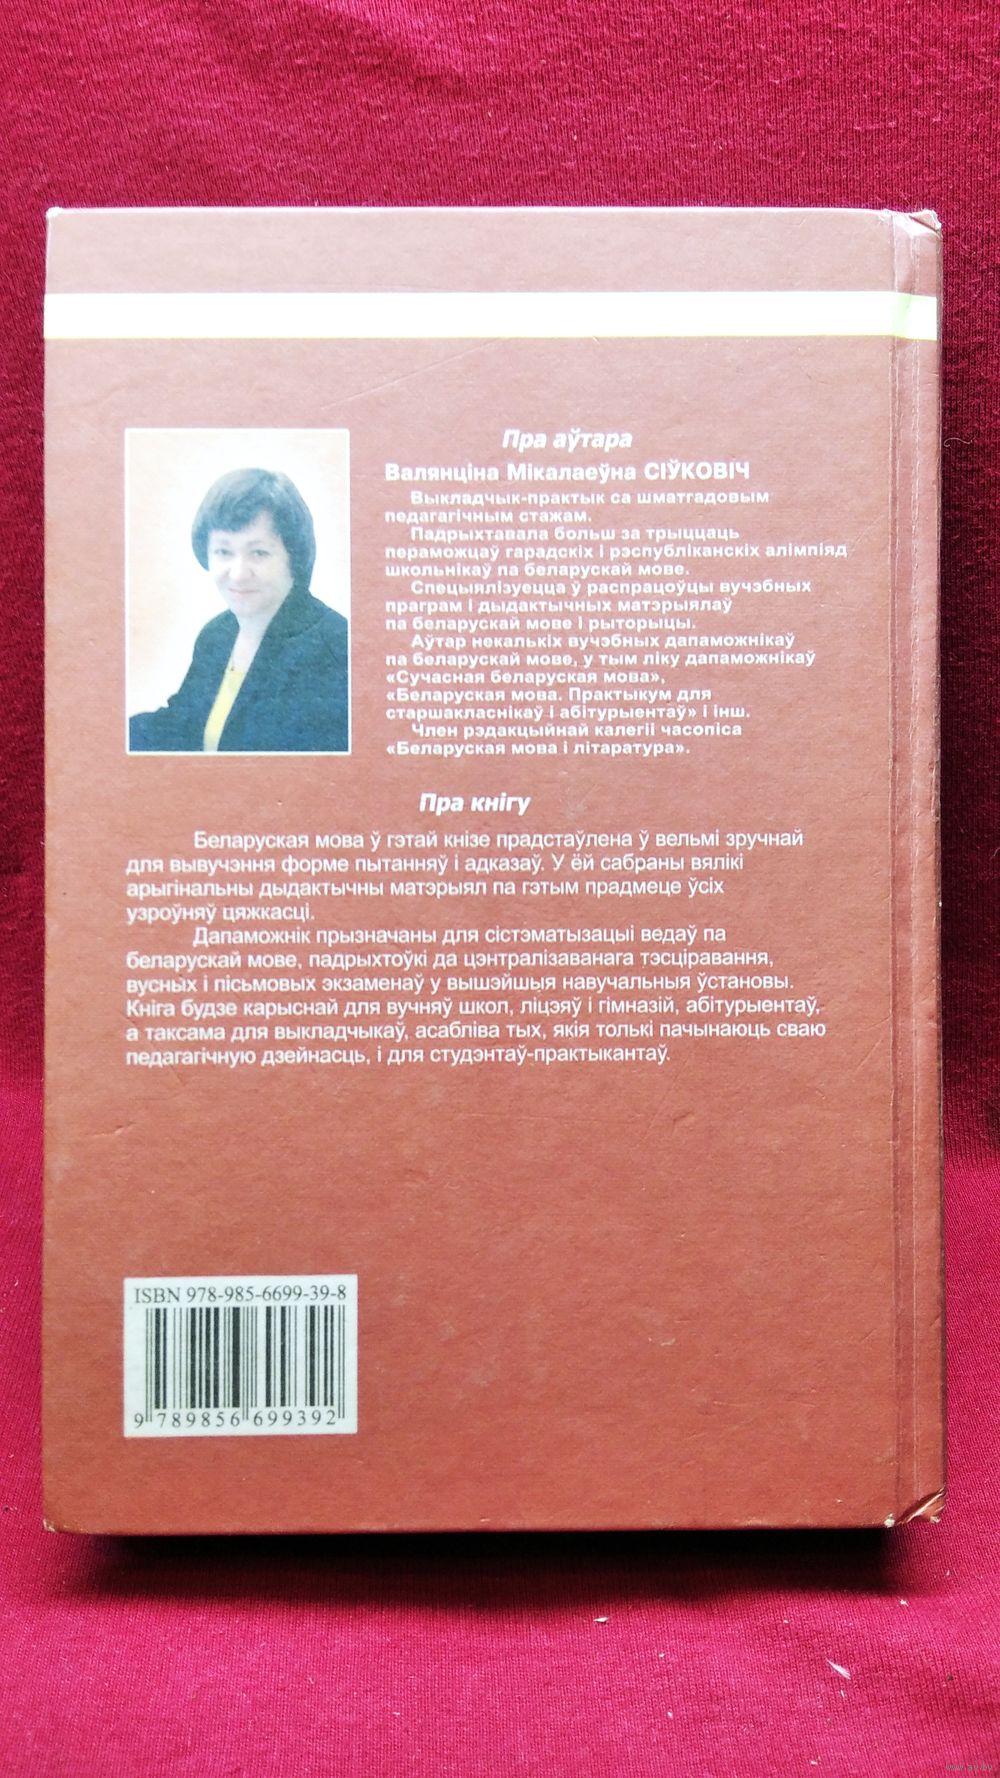 Пра аўтара
Валянціна Мікалаеўна СІЎКОВІЧ
Выкладчык-практык са шматгадовым
педагагічным стажам.
Падрыхтавала больш за трыццаць
пераможцаў гарадскіх і рэспубліканскіх алімпіяд
школьнікаў па беларускай мове.
Спецыялізуецца ў распрацоўцы вучэбных
праграм і дыдактычных матэрыялаў
па беларускай мове і рыторыцы.
Аўтар некалькіх вучэбных дапаможнікаў
па беларускай мове, у тым ліку дапаможнікаў
«Сучасная беларуская мова»,
«Беларуская мова. Практыкум для
старшакласнікаў і абітурыентаў» і інш.
Член рэдакцыйнай калегіі часопіса
«Беларуская мова і літаратура».
Пра кнігу
Беларуская мова ў гэтай кнізе прадстаўлена ў вельмі зручнай
для вывучэння форме пытанняў і адказаў. У ёй сабраны вялікі
арыгінальны дыдактычны матэрыял па гэтым прадмеце ўсіх
узроўняў цяжкасці.
Дапаможнік прызначаны для сістэматызацыі ведаў па
беларускай мове, падрыхтоўкі да цэнтралізаванага тэсціравання,
вусных і пісьмовых экзаменаў у вышэйшыя навучальныя ўстановы.
Кніга будзе карыснай для вучняў школ, ліцэяў і гімназій, абітурыентаў,
а таксама для выкладчыкаў, асабліва тых, якія толькі пачынаюць сваю
педагагічную дзейнасць, і для студэнтаў-практыкантаў.
ISBN 978-985-6699-39-8
9 789856 699392